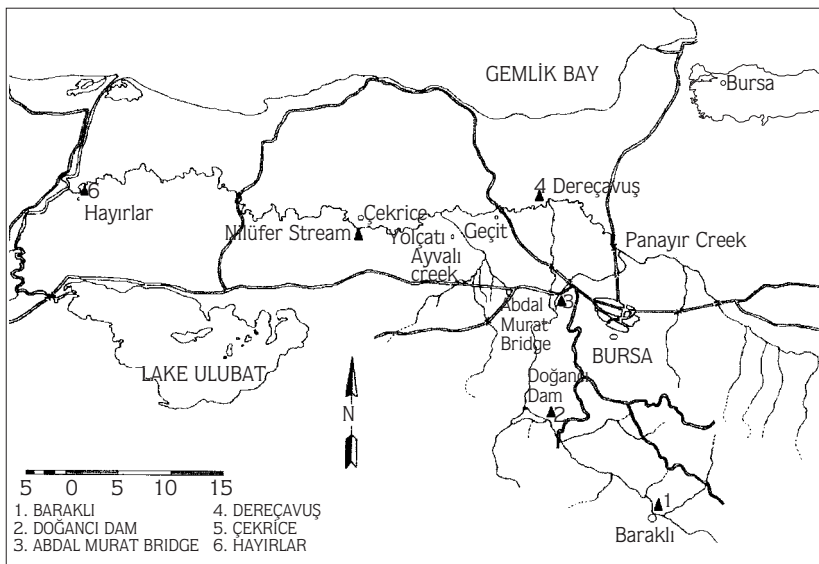 GEMLİK BAY
Bursa
4 Dereçavuş
6
Hayırlar
Çekrice
Nilüfer Stream
Yolçatı
Geçit
Panayır Creek
Ayvalı
creek
Abdal
Murat
Bridge
3
BURSA
LAKE ULUBAT
Doğancı
Dam
2
N
1
Baraklı
5 0 5 10 15
1. BARAKLI
2. DOĞANCI DAM
3. ABDAL MURAT BRIDGE
4. DEREÇAVUŞ
5. ÇEKRİCE
6. HAYIRLAR